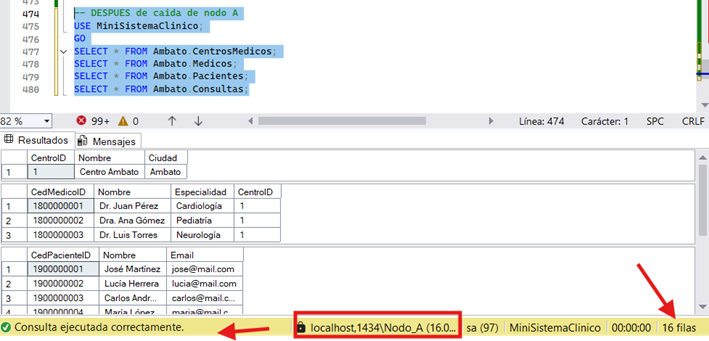 473
474 -- DESPUES de caida de nodo A
475 USE MiniSistemaClinico;
476 GO
477 SELECT * FROM Ambato.CentrosMedicos;
478 SELECT * FROM Ambato.Medicos;
479 SELECT * FROM Ambato.Pacientes;
480 SELECT * FROM Ambato.Consultas;
82 % 99+ 0 Línea: 474 Carácter: 1 SPC CRLF
Resultados Mensajes
CentroID Nombre Ciudad
1 1 Centro Ambato Ambato
CedMedicoID Nombre Especialidad CentroID
1 1800000001 Dr. Juan Pérez Cardiología 1
2 1800000002 Dra. Ana Gómez Pediatría 1
3 1800000003 Dr. Luis Torres Neurología 1
CedPacienteID Nombre Email
1 1900000001 José Martínez jose@mail.com
2 1900000002 Lucía Herrera lucia@mail.com
3 1900000003 Carlos Andr... carlos@mail.c...
4 1900000004 María López maria@mail.c...
Consulta ejecutada correctamente. localhost,1434\Nodo_A (16.0... sa (97) MiniSistemaClinico 00:00:00 16 filas